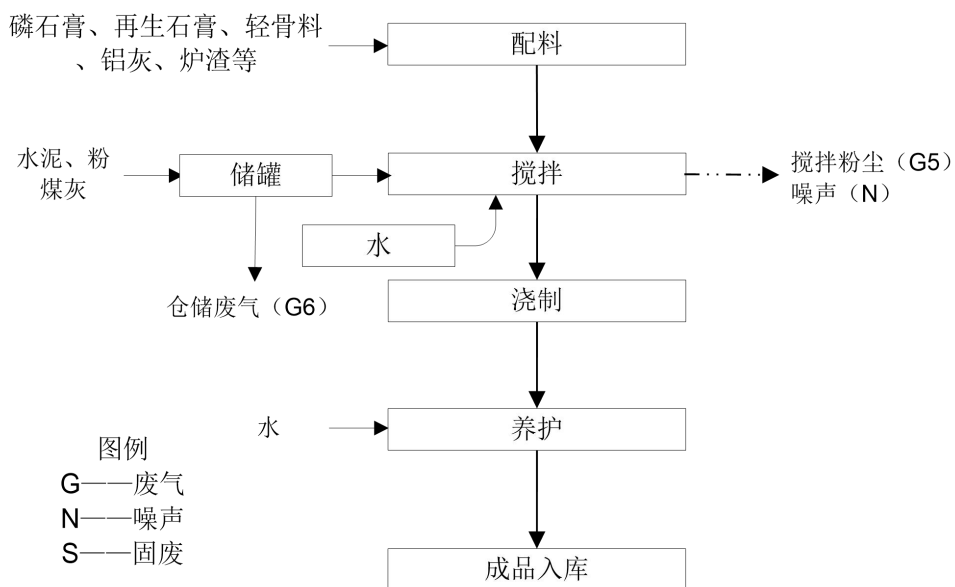 磷石膏、再生石膏、轻骨料
、铝灰、炉渣等
配料
水泥、粉
煤灰
储罐
搅拌
搅拌粉尘（G5）
噪声（N）
水
仓储废气（G6）
浇制
水
养护
图例
G——废气
N——噪声
S——固废
成品入库